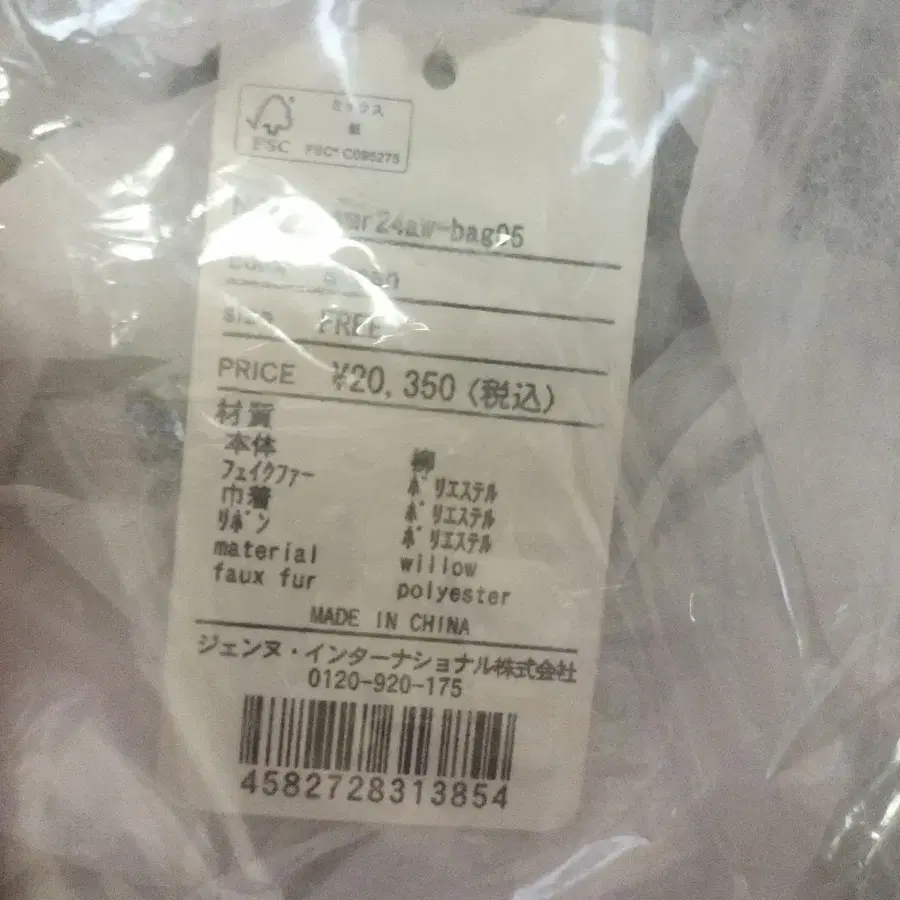 FSC
ミックス
紙
FSC® C095275
mr24aw-bag05
size FREE
PRICE ¥20,350(税込)
材質
本体 柳
フェイクファー ポリエステル
巾着 ポリエステル
リボン ポリエステル
material willow
faux fur polyester
MADE IN CHINA
ジェンヌ・インターナショナル株式会社
0120-920-175
4582728313854